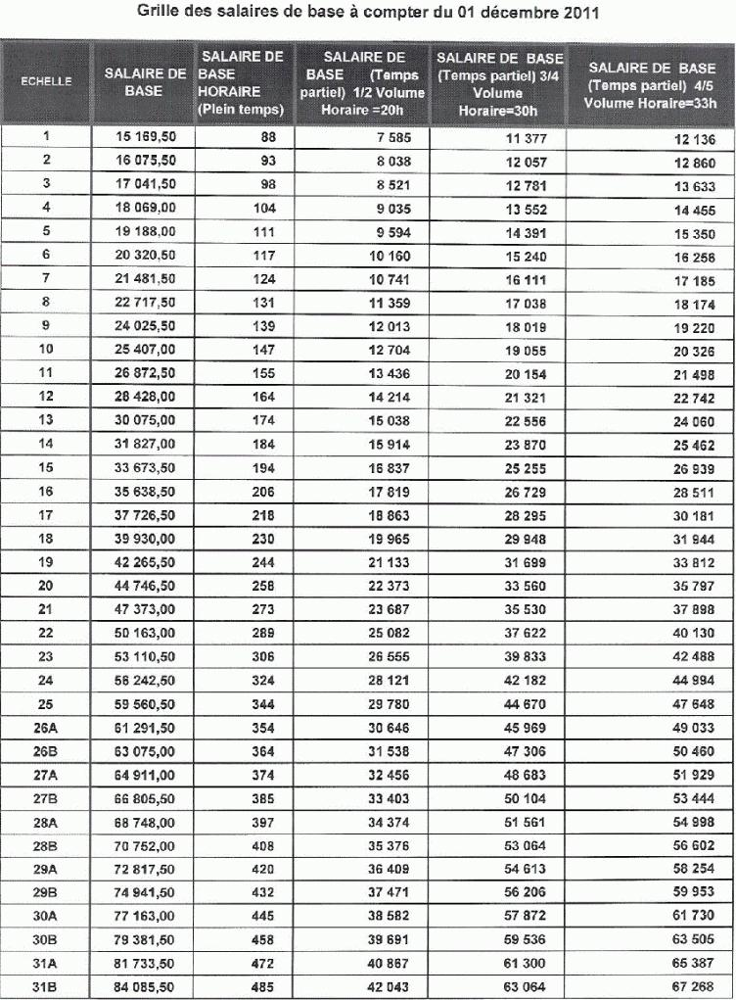 Grille des salaires de base à compter du 01 décembre 2011
ECHELLE SALAIRE DE BASE SALAIRE DE BASE HORAIRE (Plein temps) SALAIRE DE BASE (Temps partiel) 1/2 Volume Horaire =20h SALAIRE DE BASE (Temps partiel) 3/4 Volume Horaire=30h SALAIRE DE BASE (Temps partiel) 4/5 Volume Horaire=33h
1 15 169,50 88 7 585 11 377 12 136
2 16 075,50 93 8 038 12 057 12 860
3 17 041,50 98 8 521 12 781 13 633
4 18 069,00 104 9 035 13 552 14 455
5 19 188,00 111 9 594 14 391 15 350
6 20 320,50 117 10 160 15 240 16 256
7 21 481,50 124 10 741 16 111 17 185
8 22 717,50 131 11 359 17 038 18 174
9 24 025,50 139 12 013 18 019 19 220
10 25 407,00 147 12 704 19 055 20 326
11 26 872,50 155 13 436 20 154 21 498
12 28 428,00 164 14 214 21 321 22 742
13 30 075,00 174 15 038 22 556 24 060
14 31 827,00 184 15 914 23 870 25 462
15 33 673,50 194 16 837 25 255 26 939
16 35 638,50 206 17 819 26 729 28 511
17 37 726,50 218 18 863 28 295 30 181
18 39 930,00 230 19 965 29 948 31 944
19 42 265,50 244 21 133 31 699 33 812
20 44 746,50 258 22 373 33 560 35 797
21 47 373,00 273 23 687 35 530 37 898
22 50 163,00 289 25 082 37 622 40 130
23 53 110,50 306 26 555 39 833 42 488
24 56 242,50 324 28 121 42 182 44 994
25 59 560,50 344 29 780 44 670 47 648
26A 61 291,50 354 30 646 45 969 49 033
26B 63 075,00 364 31 538 47 306 50 460
27A 64 911,00 374 32 456 48 683 51 929
27B 66 805,50 385 33 403 50 104 53 444
28A 68 748,00 397 34 374 51 561 54 998
28B 70 752,00 408 35 376 53 064 56 602
29A 72 817,50 420 36 409 54 613 58 254
29B 74 941,50 432 37 471 56 206 59 953
30A 77 163,00 445 38 582 57 872 61 730
30B 79 381,50 458 39 691 59 536 63 505
31A 81 733,50 472 40 867 61 300 65 387
31B 84 085,50 485 42 043 63 064 67 268